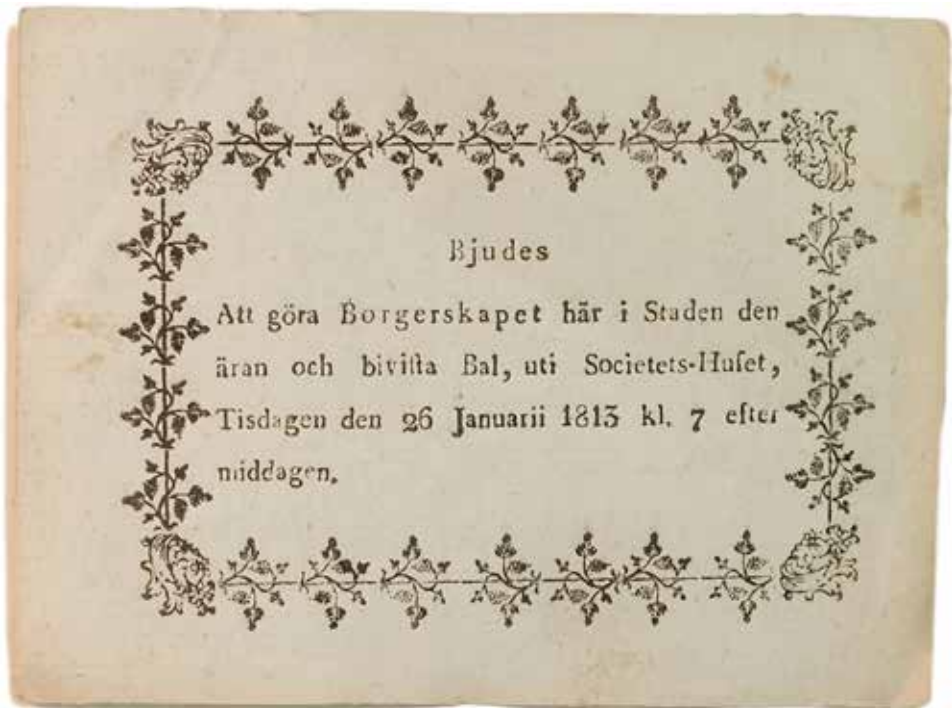 Bjudes
Att göra Borgerskapet här i Staden den
äran och biviſta Bal, uti Societets-Huſet,
Tisdagen den 26 Januarii 1813 kl. 7 efter
middagen.